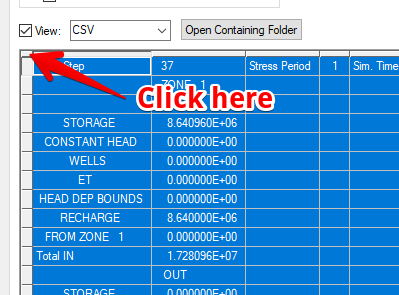 View: CSV Open Containing Folder
Step 37 Stress Period 1 Sim. Time
ZONE 1
Click here
STORAGE 8.640960E+06
CONSTANT HEAD 0.000000E+00
WELLS 0.000000E+00
ET 0.000000E+00
HEAD DEP BOUNDS 0.000000E+00
RECHARGE 8.640000E+06
FROM ZONE 1 0.000000E+00
Total IN 1.728096E+07
OUT
STORAGE 0.000000E+00